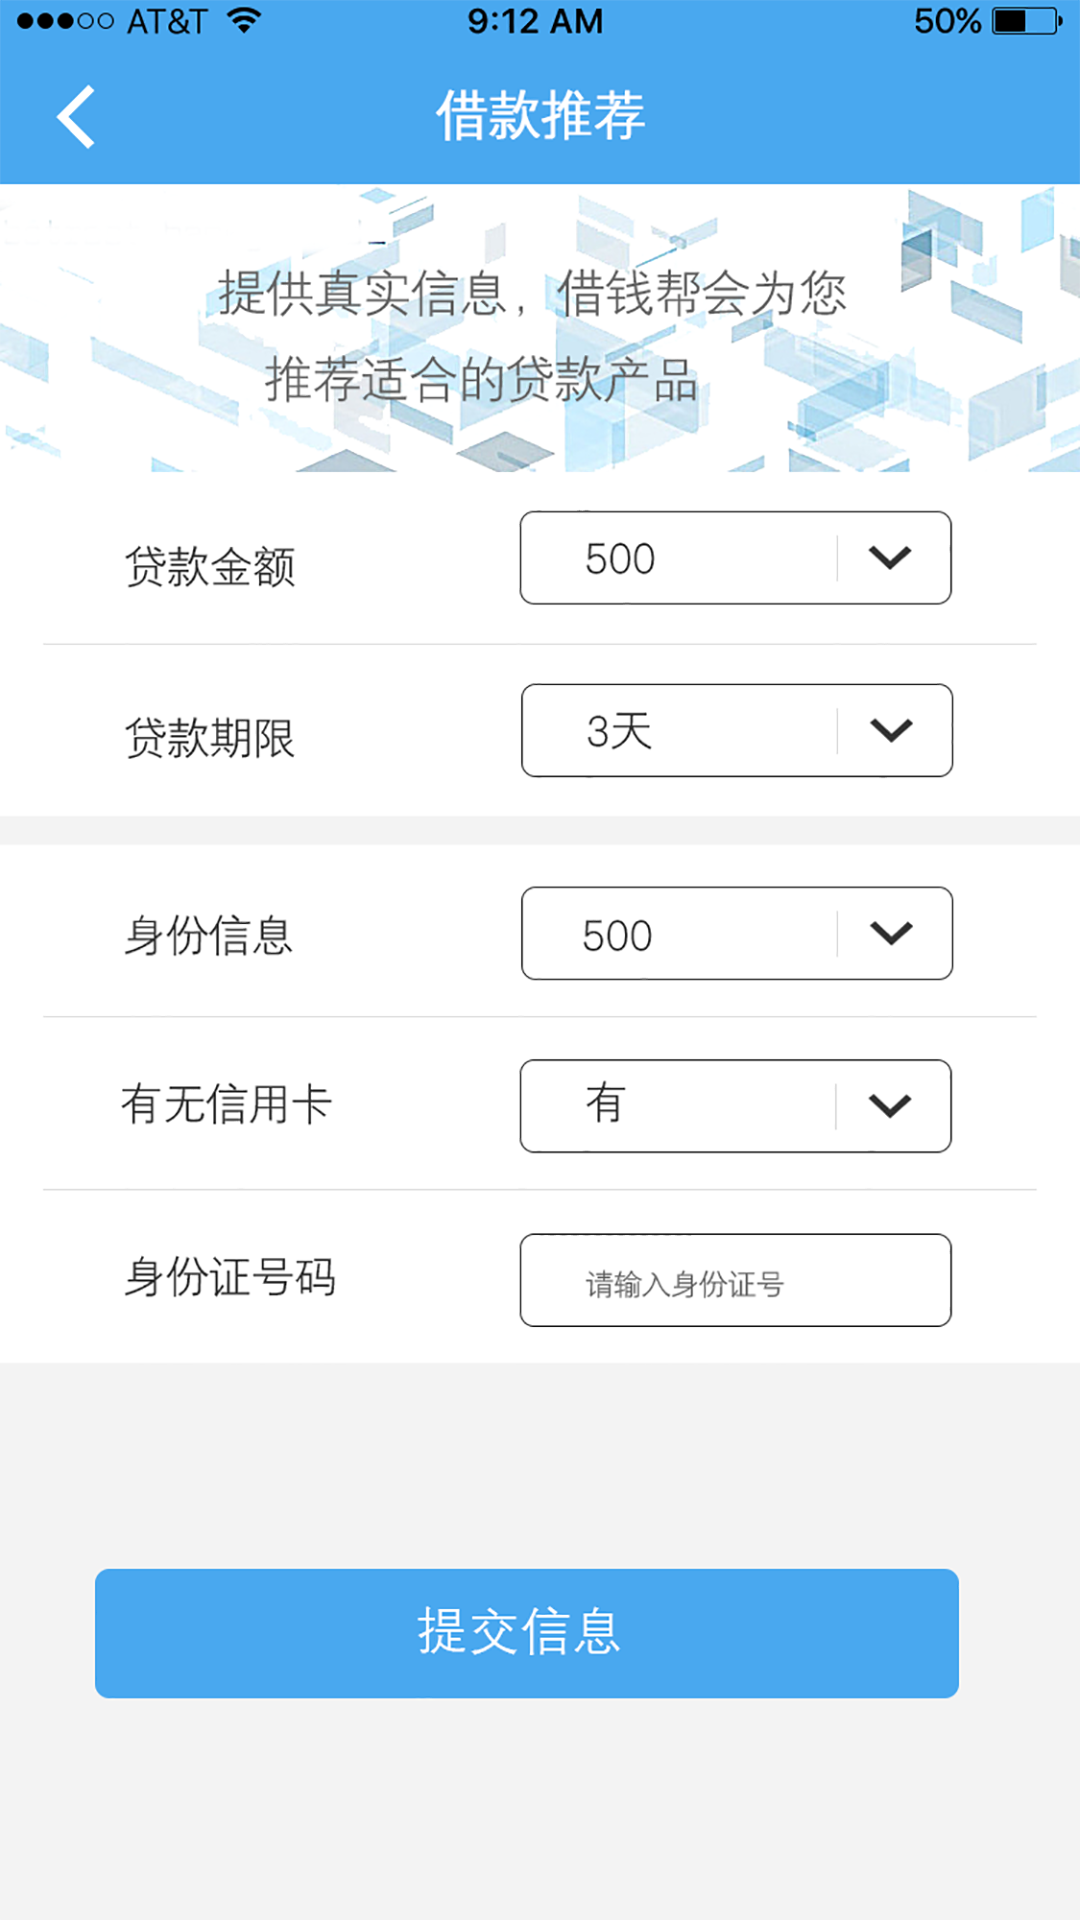 AT&T 9:12 AM 50%
借款推荐
提供真实信息，借钱帮会为您
推荐适合的贷款产品
贷款金额 500
贷款期限 3天
身份信息 500
有无信用卡 有
身份证号码 请输入身份证号
提交信息